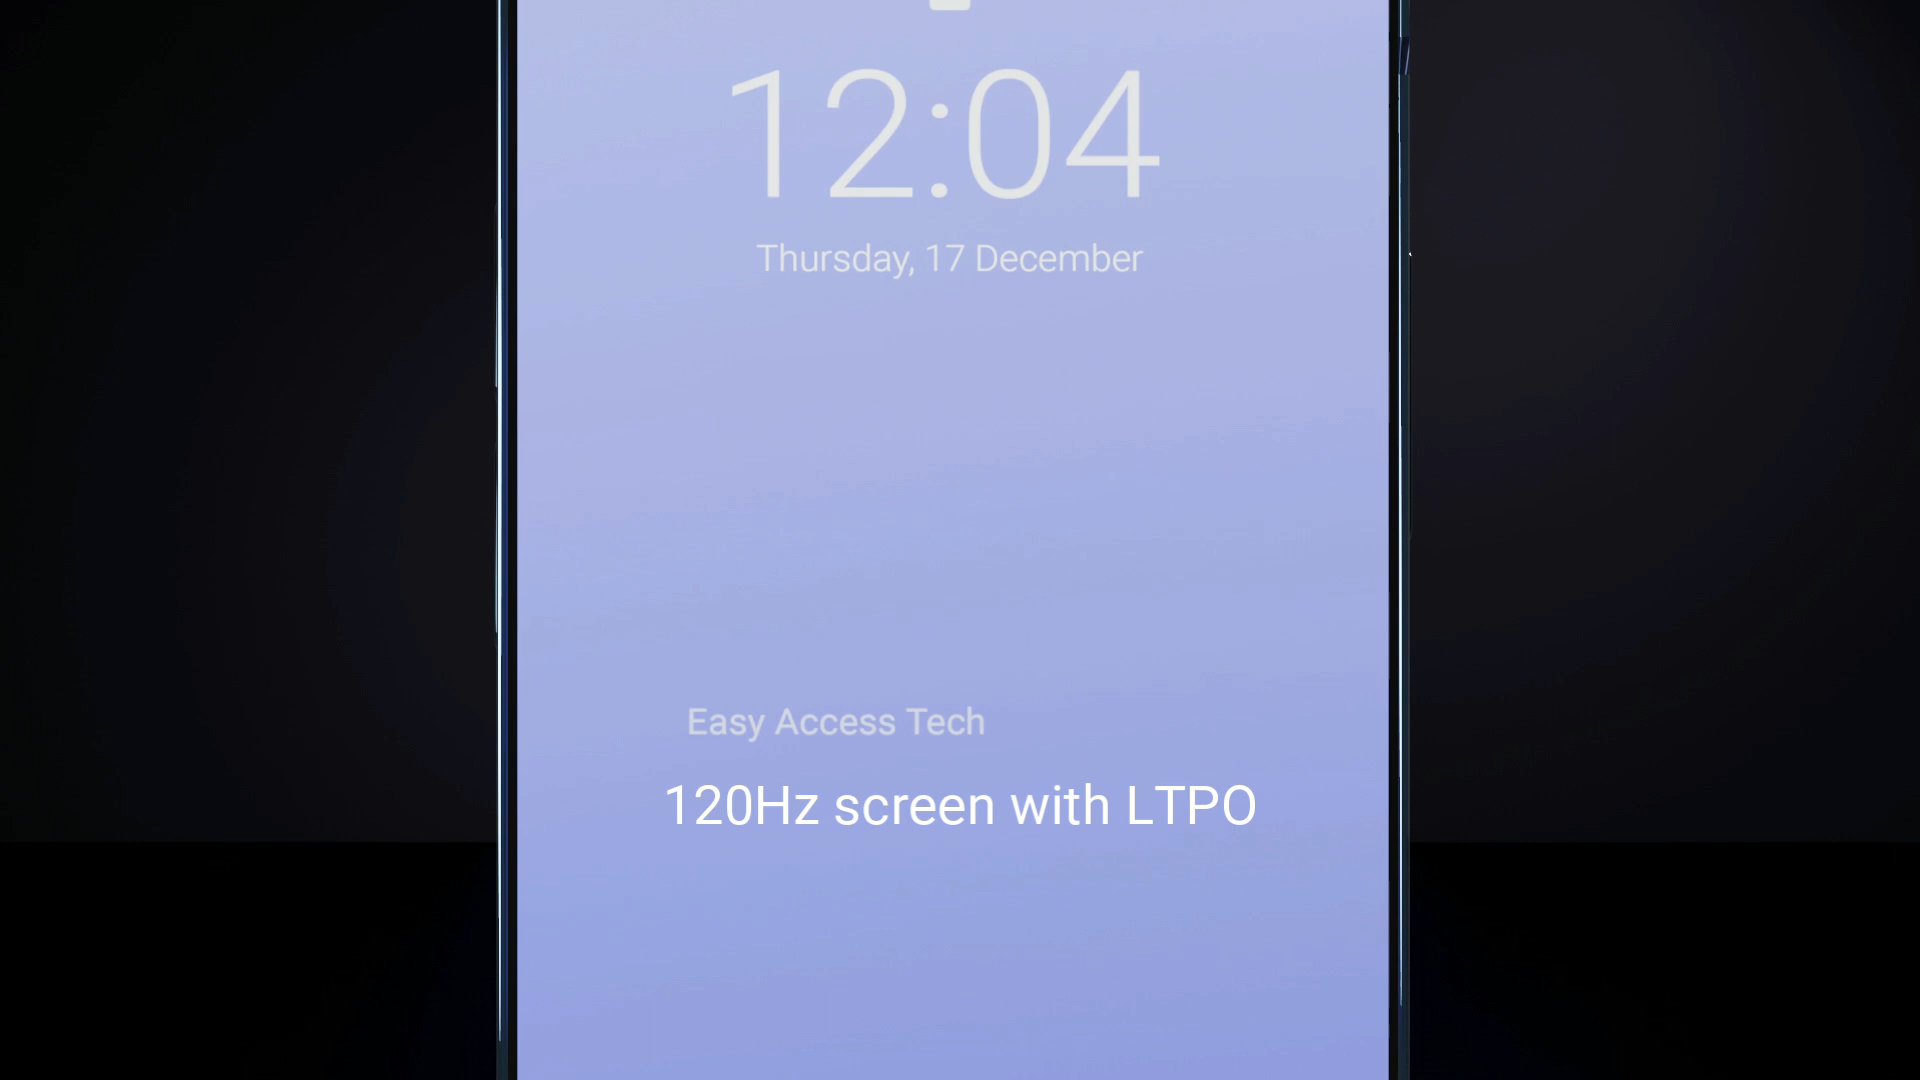 12:04
Thursday, 17 December
Easy Access Tech
120Hz screen with LTPO